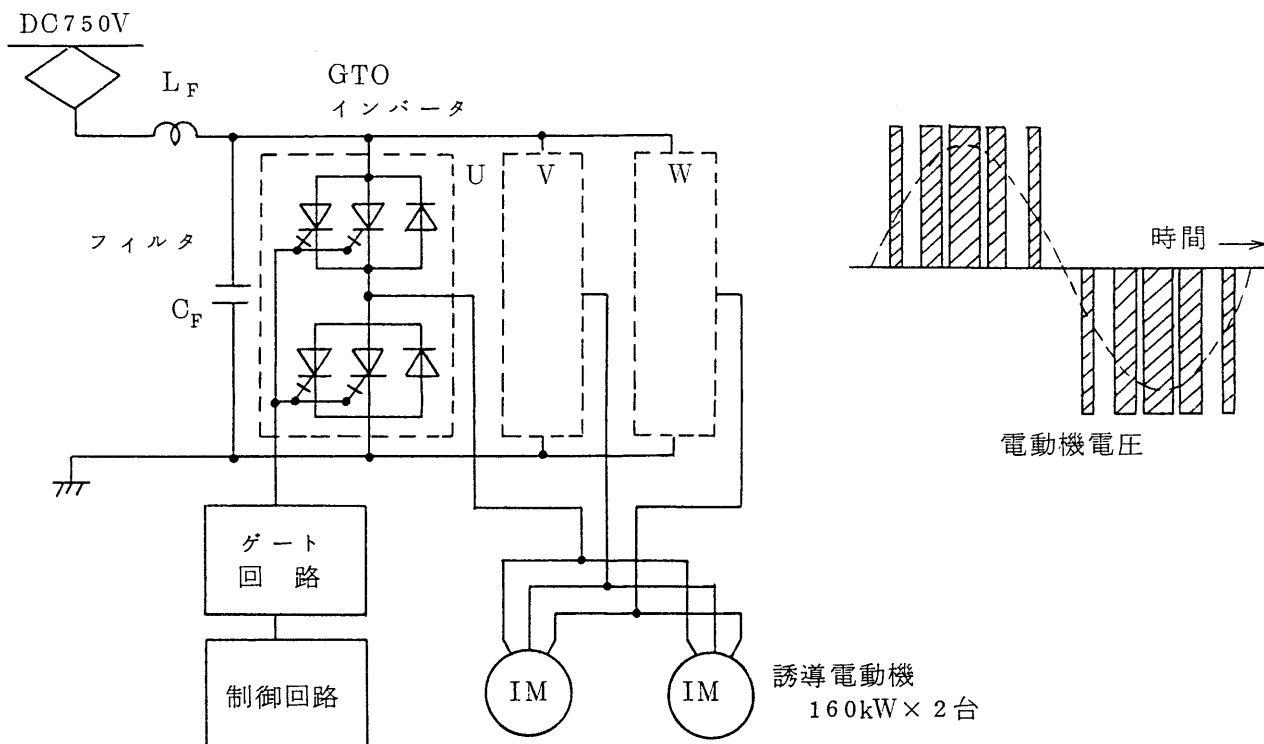 DC750V
LF
GTO
インバータ
U
V
W
フィルタ
CF
時間
電動機電圧
ゲート
回路
制御回路
IM
IM
誘導電動機
160kW×2台